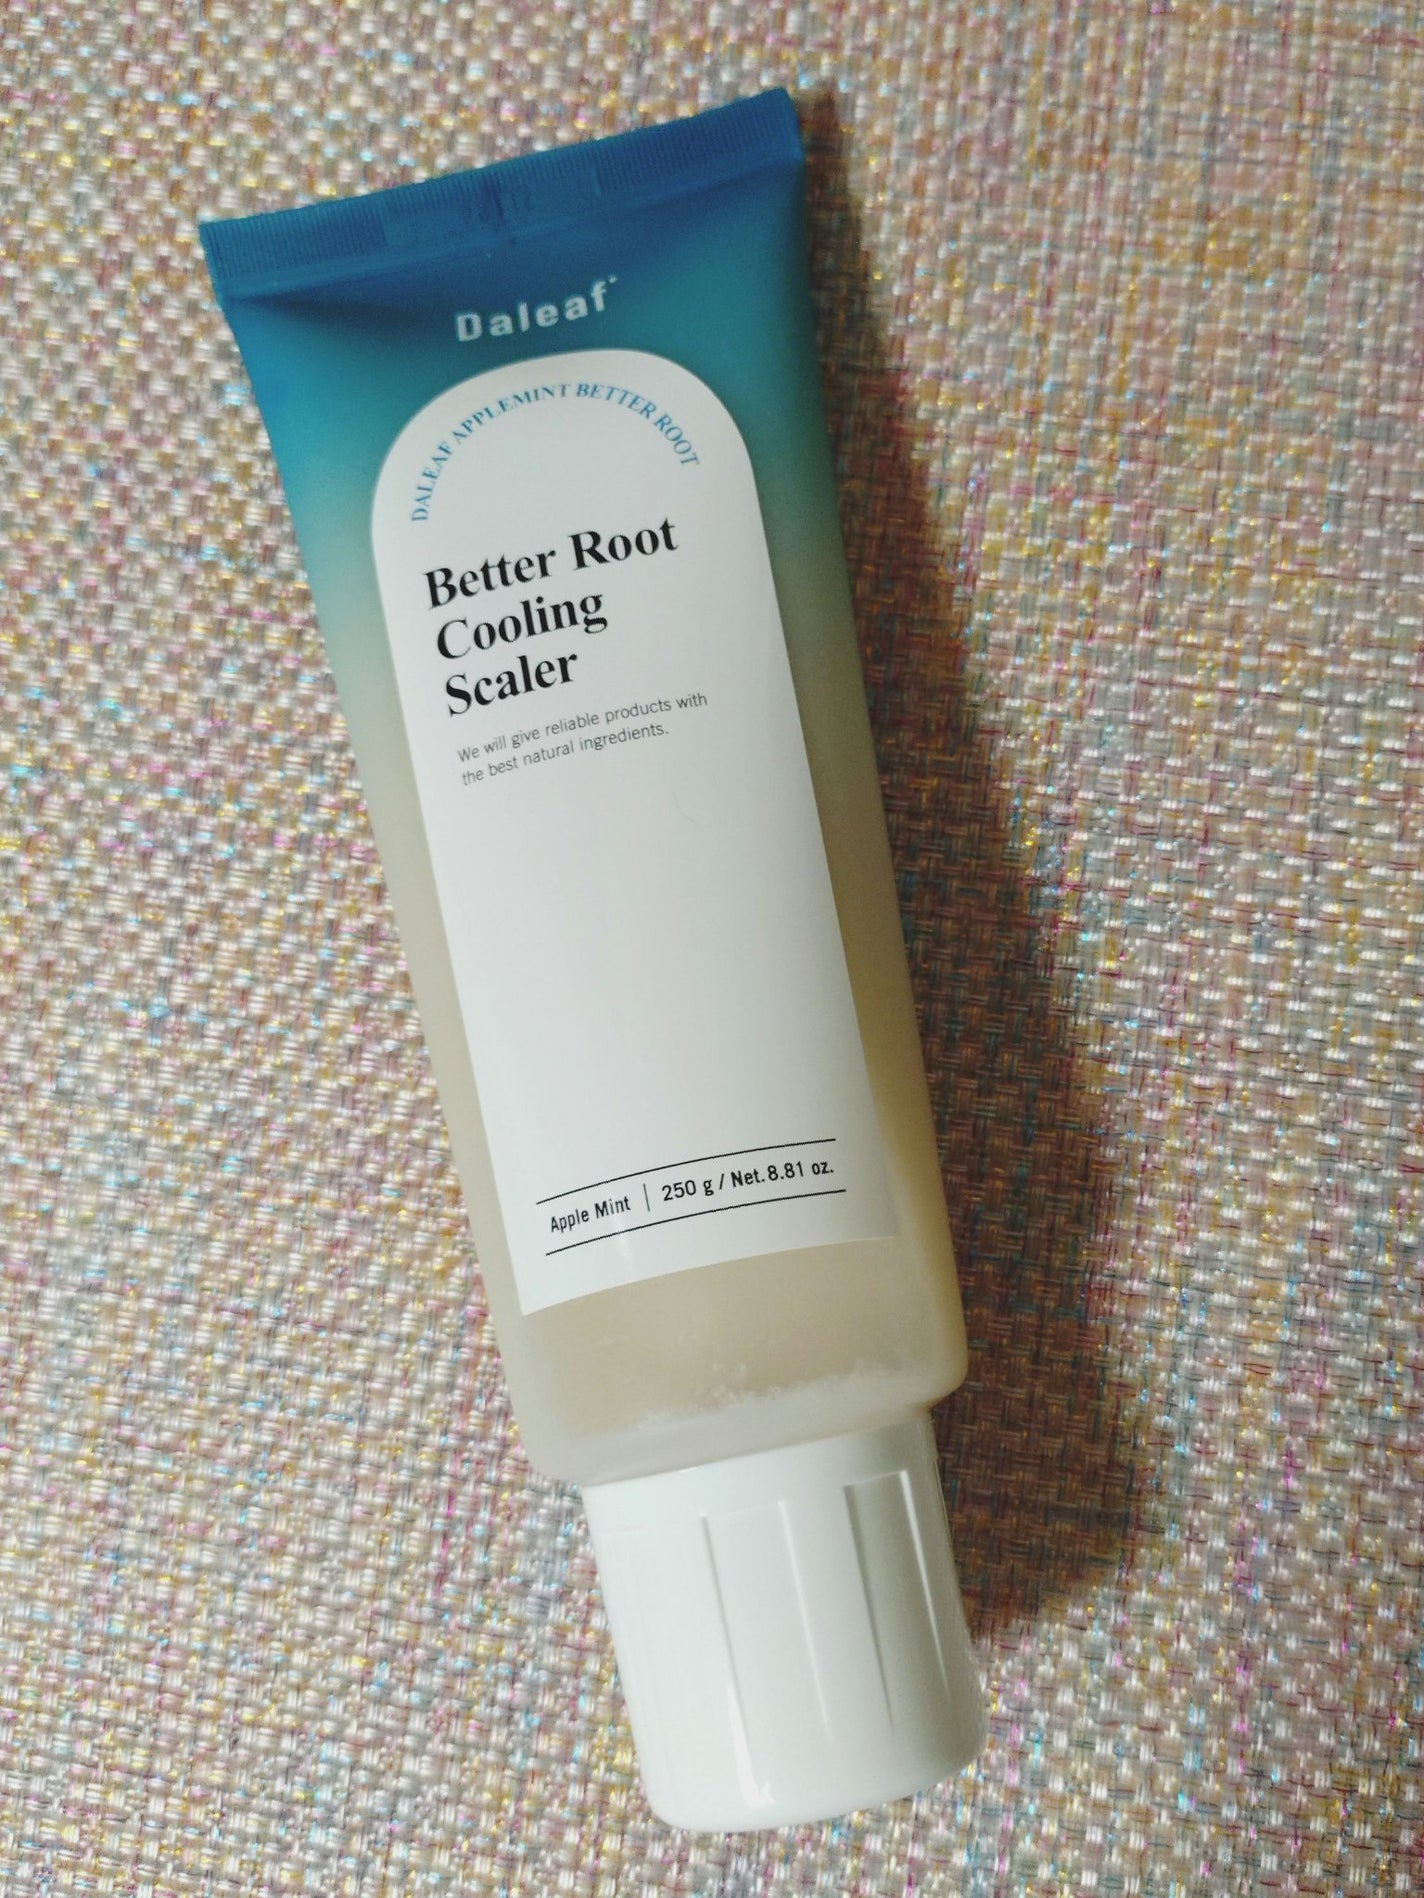 Daleaf
DALEAF APPLEMINT BETTER ROOT
Better Root
Cooling
Scaler
We will give reliable products with
the best natural ingredients.
Apple Mint | 250 g / Net. 8.81 oz.